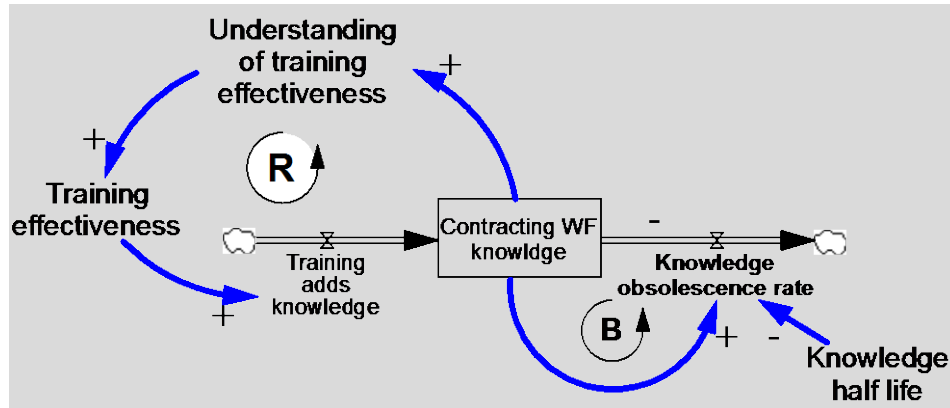 Understanding
of training
effectiveness
+
+
R
Training
effectiveness
Contracting WF
knowldge
-
Training
adds
knowledge
+
Knowledge
obsolescence rate
B
+
-
Knowledge
half life